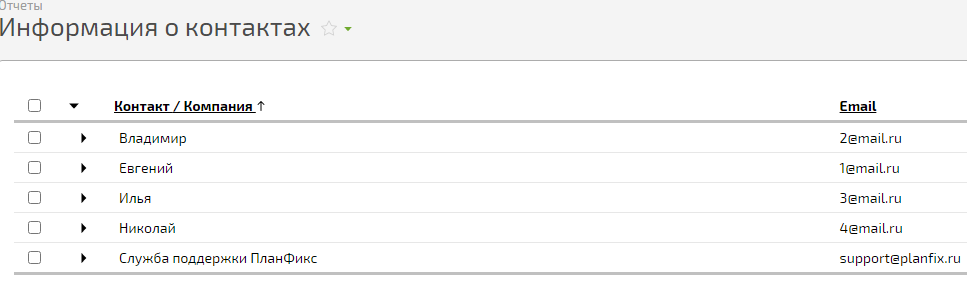 Отчеты
Информация о контактах
Контакт / Компания ↑ Email
Владимир 2@mail.ru
Евгений 1@mail.ru
Илья 3@mail.ru
Николай 4@mail.ru
Служба поддержки ПланФикс support@planfix.ru